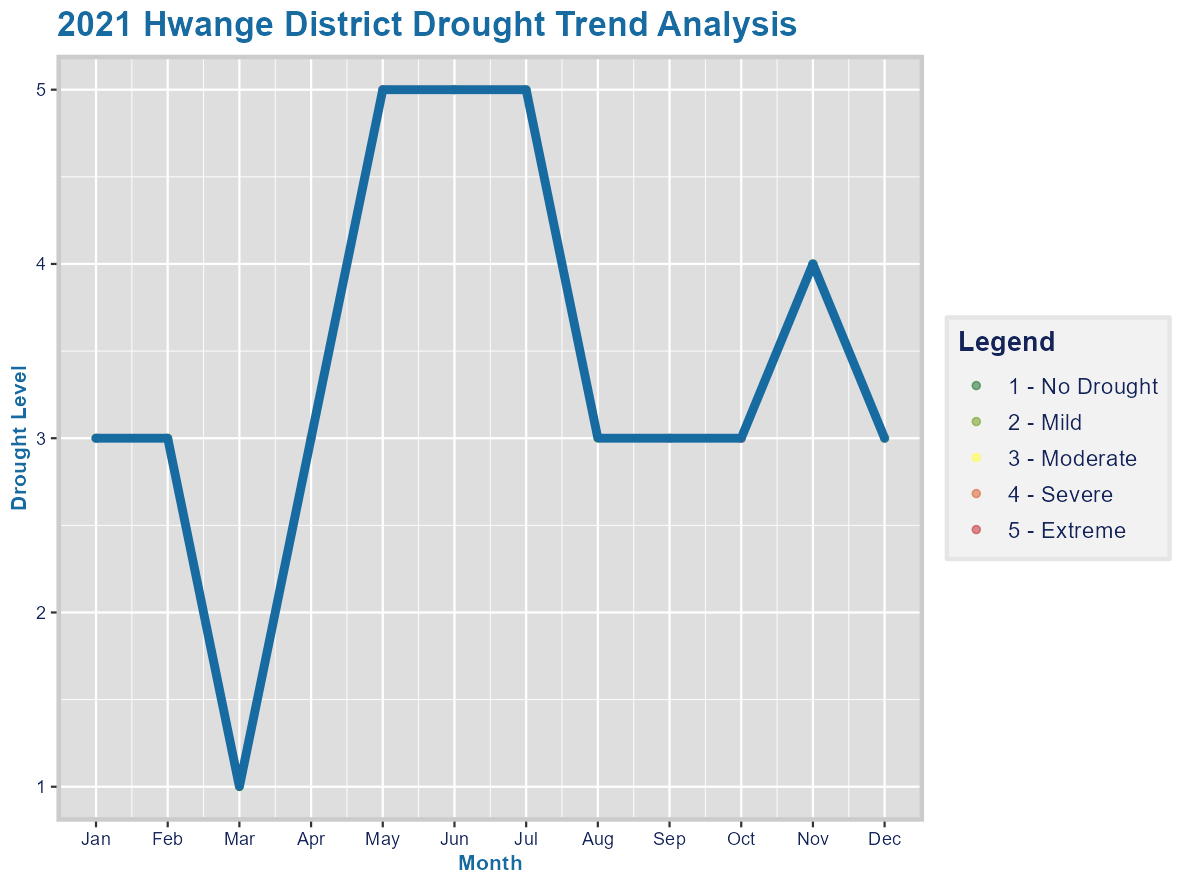 2021 Hwange District Drought Trend Analysis
Drought Level
5
4
3
2
1
Jan Feb Mar Apr May Jun Jul Aug Sep Oct Nov Dec
Month
Legend
1 - No Drought
2 - Mild
3 - Moderate
4 - Severe
5 - Extreme